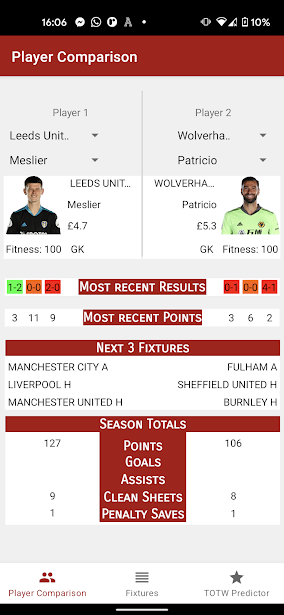 16:06 10%
Player Comparison
Player 1 Player 2
Leeds Unit.. Wolverha..
Meslier Patricio
LEEDS UNIT... WOLVERHA...
Meslier Patricio
£4.7 £5.3
Fitness: 100 GK GK Fitness: 100
1-2 0-0 2-0 Most recent Results 0-1 0-0 4-1
3 11 9 Most recent Points 3 6 2
Next 3 Fixtures
MANCHESTER CITY A FULHAM A
LIVERPOOL H SHEFFIELD UNITED H
MANCHESTER UNITED H BURNLEY H
Season Totals
127 Points 106
Goals
Assists
9 Clean Sheets 8
1 Penalty Saves 1
Player Comparison Fixtures TOTW Predictor